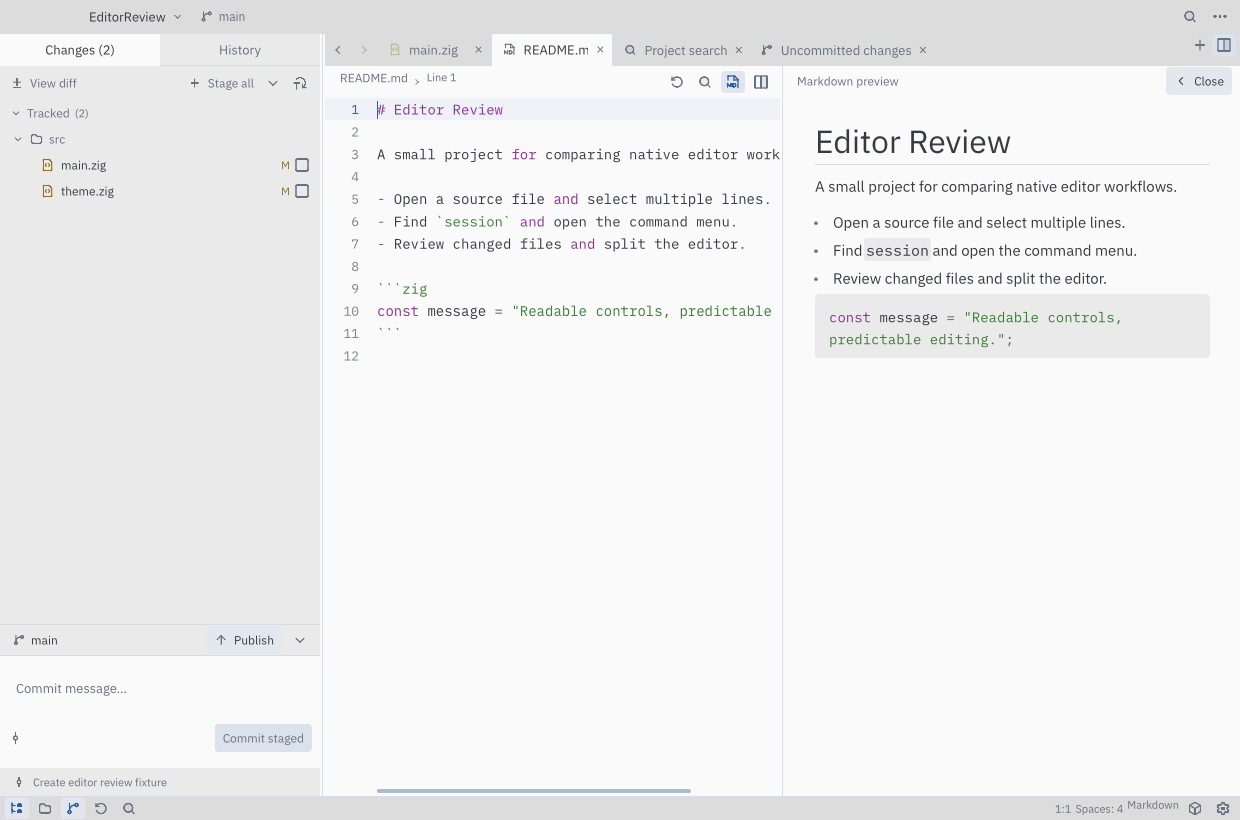 EditorReview main
Changes (2) History
View diff Stage all
Tracked (2)
src
main.zig M
theme.zig M
main Publish
Commit message...
Commit staged
Create editor review fixture
main.zig README.m Project search Uncommitted changes
README.md Line 1
1 # Editor Review
2
3 A small project for comparing native editor work
4
5 - Open a source file and select multiple lines.
6 - Find `session` and open the command menu.
7 - Review changed files and split the editor.
8
9 ```zig
10 const message = "Readable controls, predictable
11 ```
12
Markdown preview Close
Editor Review
A small project for comparing native editor workflows.
• Open a source file and select multiple lines.
• Find session and open the command menu.
• Review changed files and split the editor.
const message = "Readable controls,
predictable editing.";
1:1 Spaces: 4 Markdown